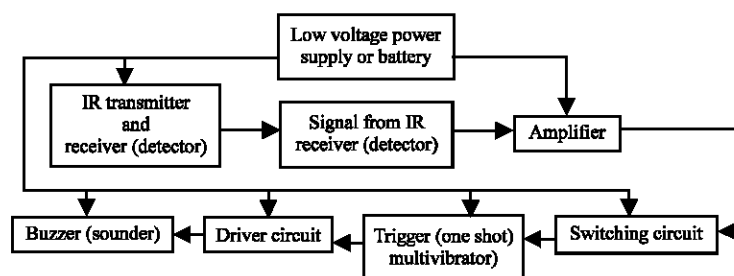 Low voltage power
supply or battery
IR transmitter
and
receiver (detector)
Signal from IR
receiver (detector)
Amplifier
Buzzer (sounder)
Driver circuit
Trigger (one shot)
multivibrator)
Switching circuit